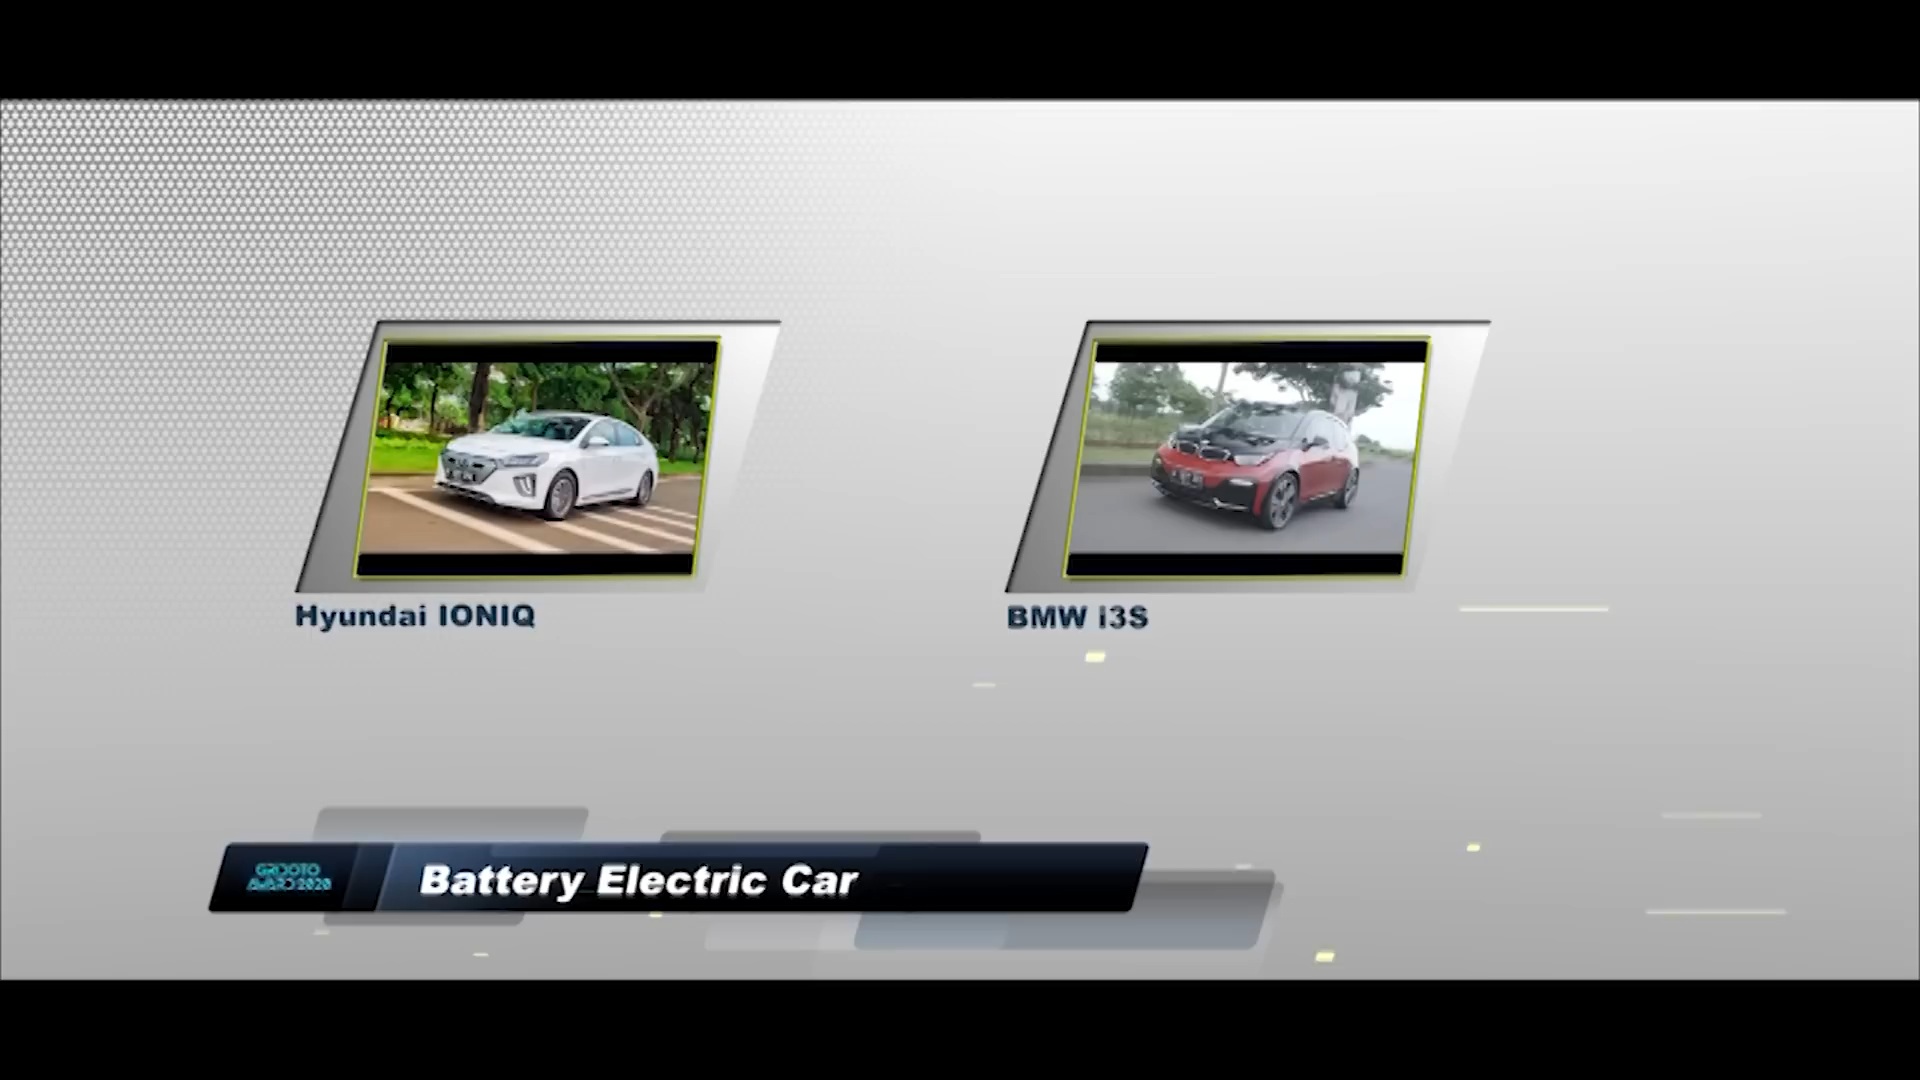 Hyundai IONIQ
BMW i3S
GRIDOTO
AWARD 2020
Battery Electric Car